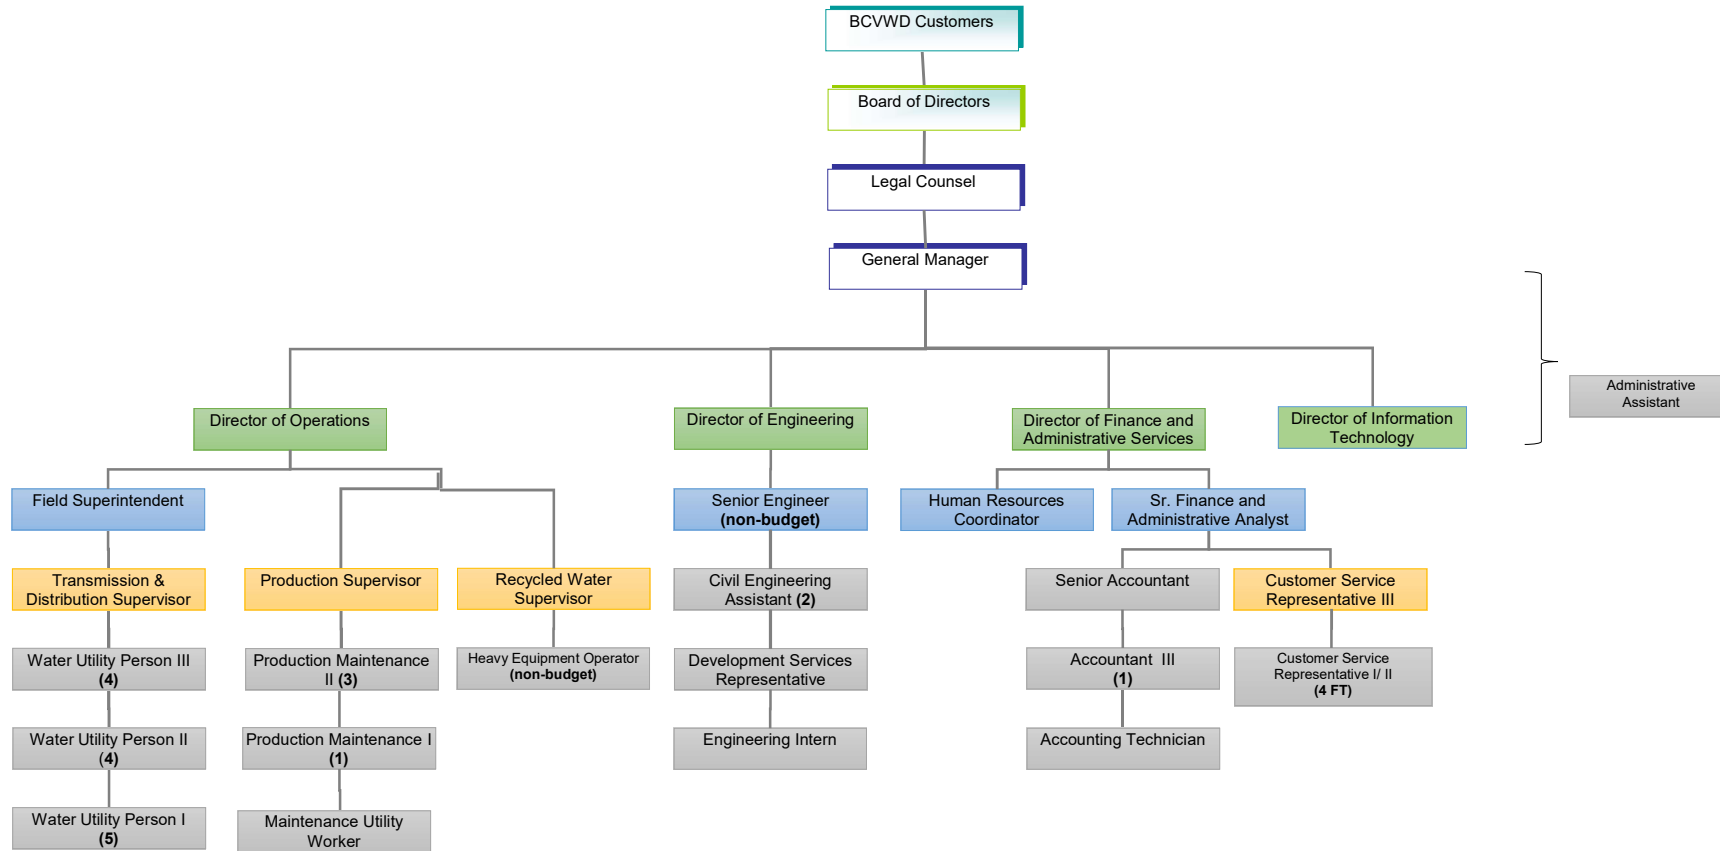 BCVWD Customers
Board of Directors
Legal Counsel
General Manager
Administrative
Assistant
Director of Operations
Director of Engineering
Director of Finance and
Administrative Services
Director of Information
Technology
Field Superintendent
Senior Engineer
(non-budget)
Human Resources
Coordinator
Sr. Finance and
Administrative Analyst
Transmission &
Distribution Supervisor
Production Supervisor
Recycled Water
Supervisor
Civil Engineering
Assistant (2)
Senior Accountant
Customer Service
Representative III
Water Utility Person III
(4)
Production Maintenance
II (3)
Heavy Equipment Operator
(non-budget)
Development Services
Representative
Accountant III
(1)
Customer Service
Representative I/ II
(4 FT)
Water Utility Person II
(4)
Production Maintenance I
(1)
Engineering Intern
Accounting Technician
Water Utility Person I
(5)
Maintenance Utility
Worker